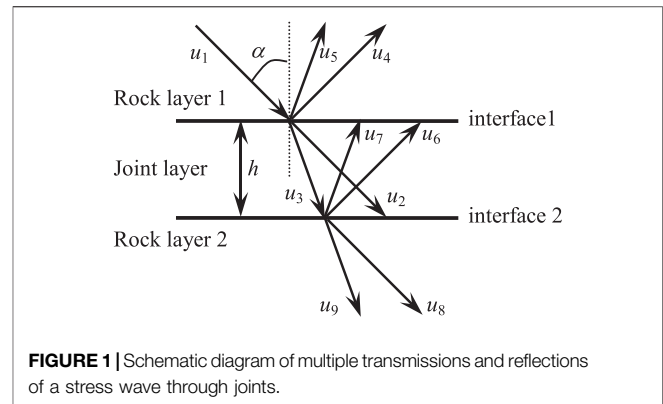 u1
α
u5
u4
Rock layer 1
interface1
u7
u6
Joint layer
h
u3
u2
interface 2
Rock layer 2
u9
u8
FIGURE 1 | Schematic diagram of multiple transmissions and reflections
of a stress wave through joints.